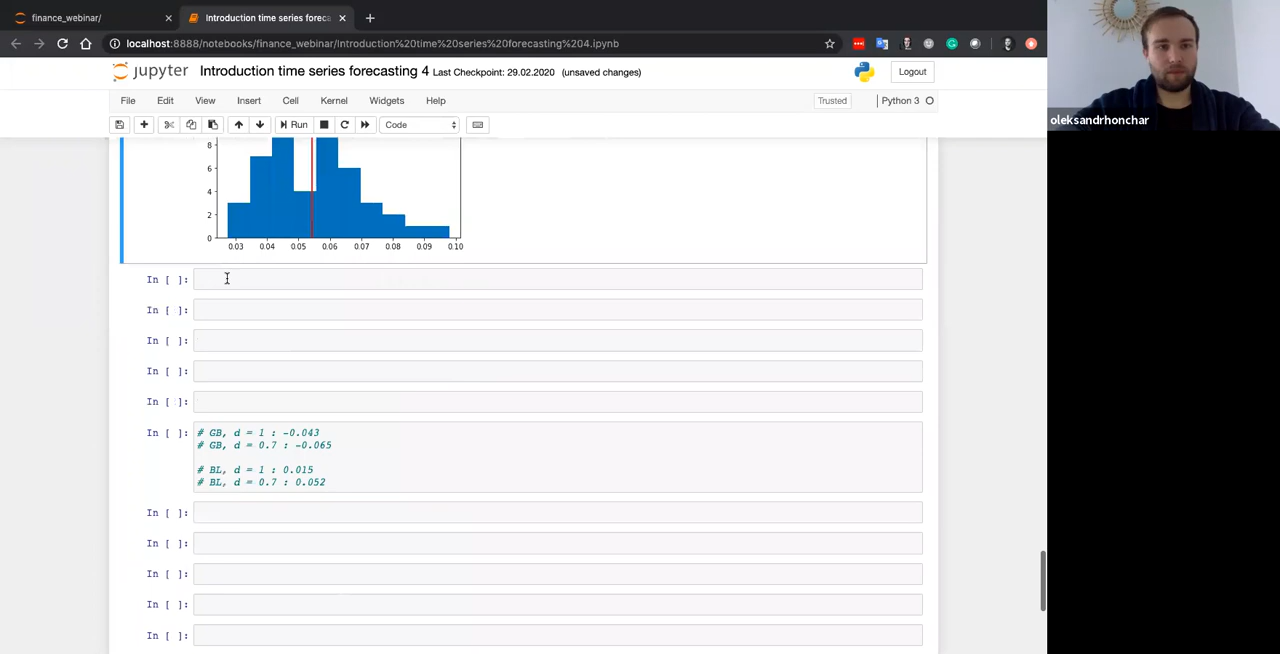 finance_webinar/
Introduction time series foreca
localhost:8888/notebooks/finance_webinar/Introduction%20time%20series%20forecasting%204.ipynb
oleksandrhonchar
jupyter Introduction time series forecasting 4 Last Checkpoint: 29.02.2020 (unsaved changes)
Logout
File Edit View Insert Cell Kernel Widgets Help
Trusted
Python 3
Run
Code
8
6
4
2
0
0.03 0.04 0.05 0.06 0.07 0.08 0.09 0.10
In [ ]:
In [ ]:
In [ ]:
In [ ]:
In [ ]:
In [ ]: # GB, d = 1 : -0.043
# GB, d = 0.7 : -0.065
# BL, d = 1 : 0.015
# BL, d = 0.7 : 0.052
In [ ]:
In [ ]:
In [ ]:
In [ ]:
In [ ]: